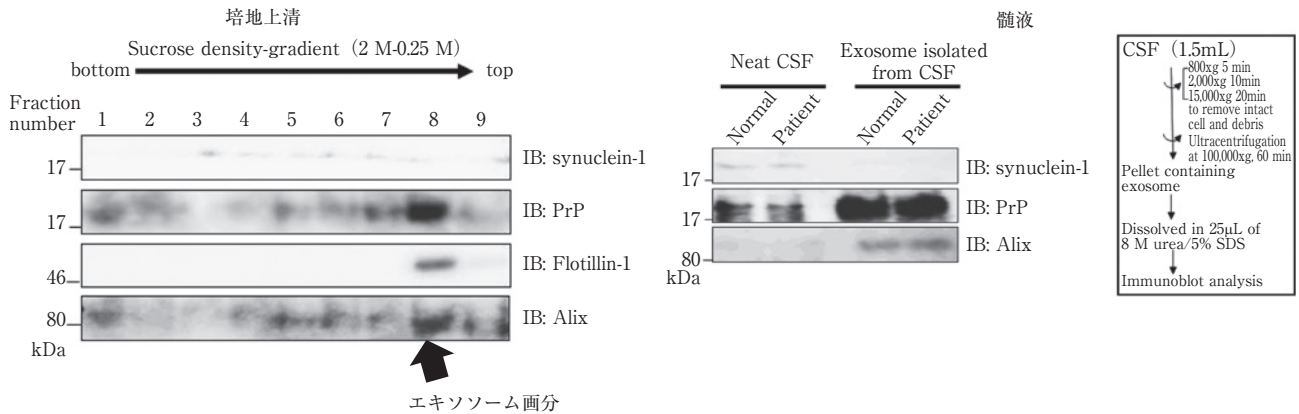 培地上清
Sucrose density-gradient（2 M-0.25 M）
bottom
top
Fraction
number
1 2 3 4 5 6 7 8 9
17
IB: synuclein-1
17
IB: PrP
46
IB: Flotillin-1
80
IB: Alix
kDa
エキソソーム画分
髄液
Neat CSF
Exosome isolated
from CSF
Normal
Patient
Normal
Patient
17
IB: synuclein-1
17
IB: PrP
80
IB: Alix
kDa
CSF (1.5mL)
800xg 5 min
2,000xg 10min
15,000xg 20min
to remove intact
cell and debris
Ultracentrifugation
at 100,000xg, 60 min
Pellet containing
exosome
Dissolved in 25μL of
8 M urea/5% SDS
Immunoblot analysis